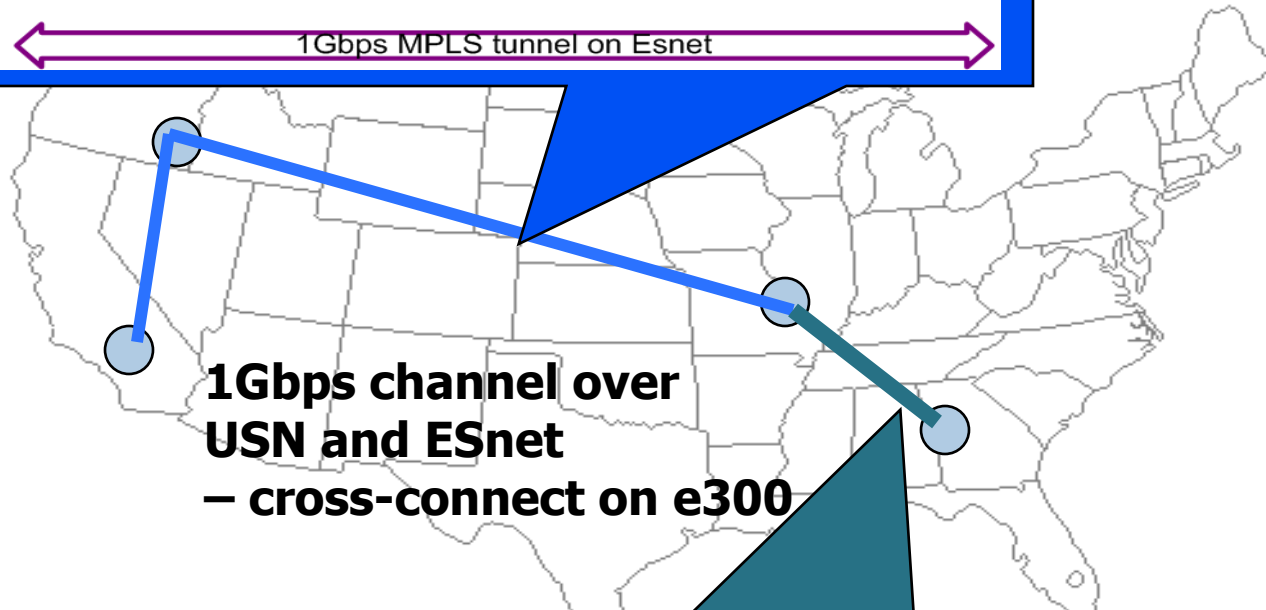 1Gbps MPLS tunnel on Esnet
1Gbps channel over
USN and ESnet
– cross-connect on e300